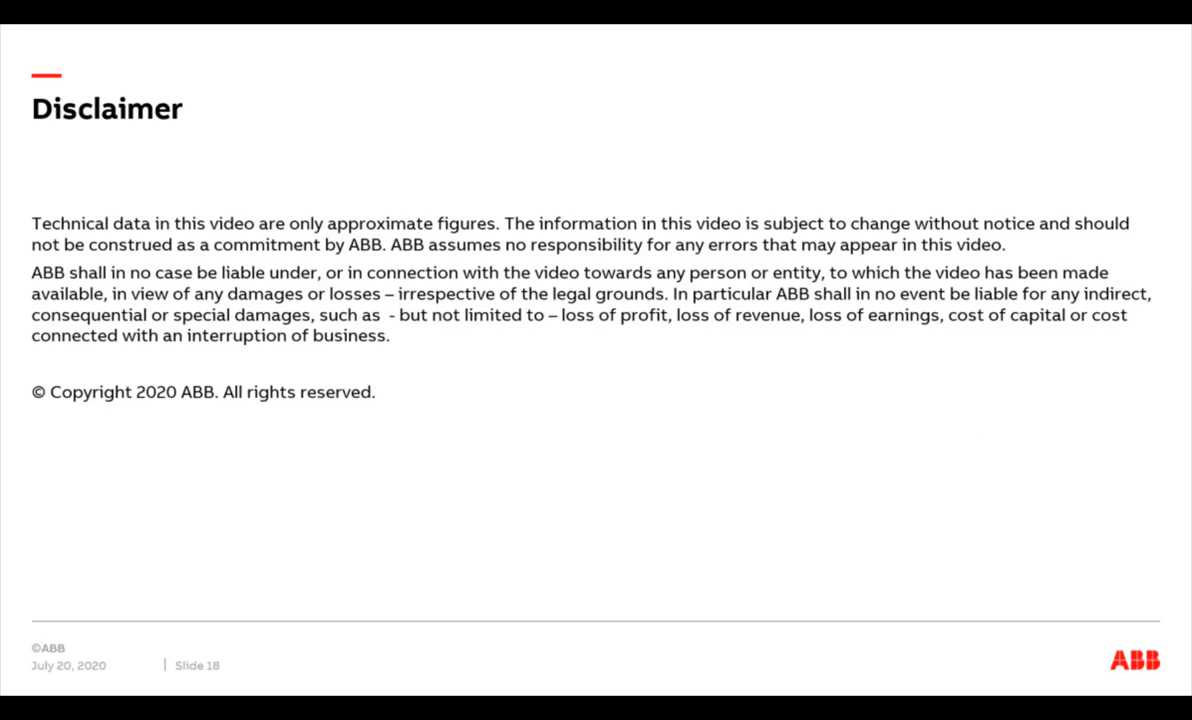 Disclaimer
Technical data in this video are only approximate figures. The information in this video is subject to change without notice and should
not be construed as a commitment by ABB. ABB assumes no responsibility for any errors that may appear in this video.
ABB shall in no case be liable under, or in connection with the video towards any person or entity, to which the video has been made
available, in view of any damages or losses – irrespective of the legal grounds. In particular ABB shall in no event be liable for any indirect,
consequential or special damages, such as  - but not limited to – loss of profit, loss of revenue, loss of earnings, cost of capital or cost
connected with an interruption of business.
© Copyright 2020 ABB. All rights reserved.
©ABB
July 20, 2020 | Slide 18
ABB